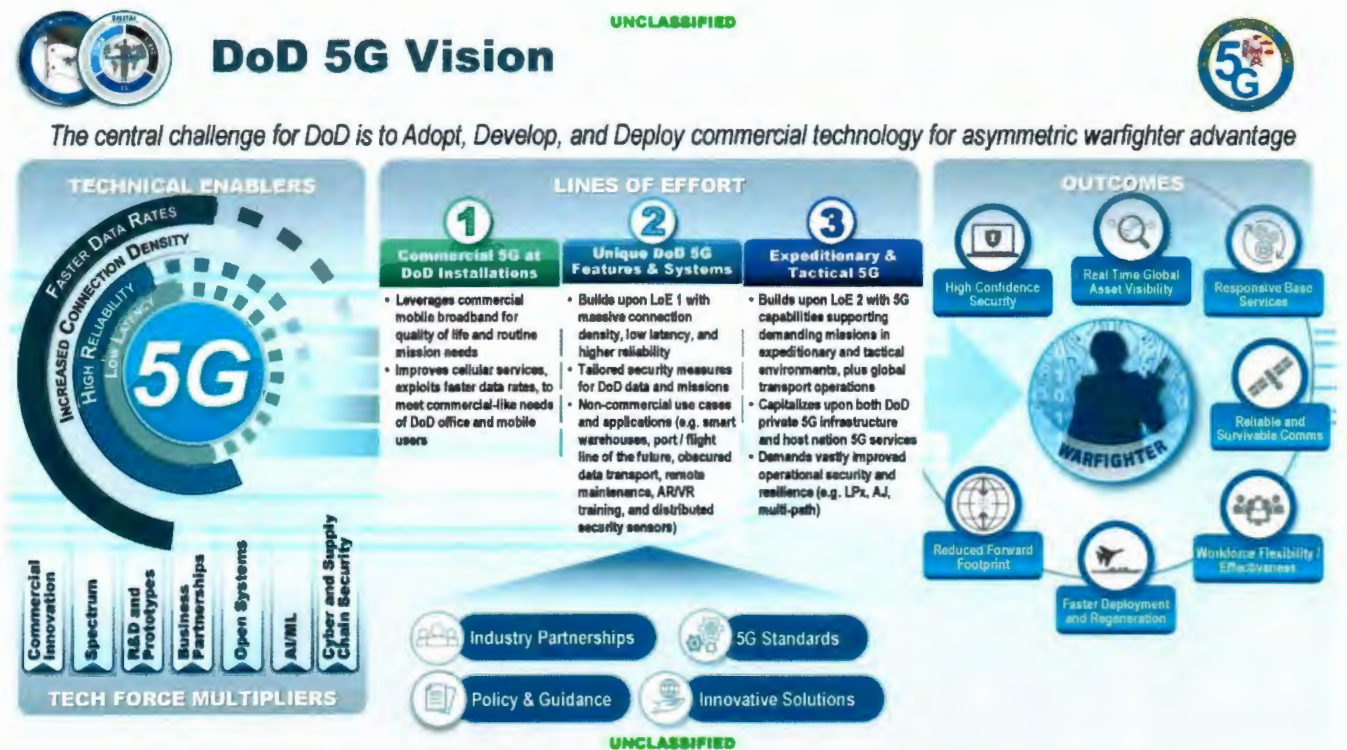 UNCLASSIFIED
DIGITAL
DoD 5G Vision
5G
The central challenge for DoD is to Adopt, Develop, and Deploy commercial technology for asymmetric warfighter advantage
TECHNICAL ENABLERS
FASTER DATA RATES
INCREASED CONNECTION DENSITY
HIGH RELIABILITY
LOW LATENCY
5G
Commercial
Innovation
Spectrum
R&D and
Prototypes
Business
Partnerships
Open Systems
AI/ML
Cyber and Supply
Chain Security
TECH FORCE MULTIPLIERS
LINES OF EFFORT
1
Commercial 5G at
DoD Installations
• Leverages commercial
mobile broadband for
quality of life and routine
mission needs
• Improves cellular services,
exploits faster data rates, to
meet commercial-like needs
of DoD office and mobile
users
2
Unique DoD 5G
Features & Systems
• Builds upon LoE 1 with
massive connection
density, low latency, and
higher reliability
• Tailored security measures
for DoD data and missions
• Non-commercial use cases
and applications (e.g. smart
warehouses, port / flight
line of the future, obscured
data transport, remote
maintenance, AR/VR
training, and distributed
security sensors)
3
Expeditionary &
Tactical 5G
• Builds upon LoE 2 with 5G
capabilities supporting
demanding missions in
expeditionary and tactical
environments, plus global
transport operations
• Capitalizes upon both DoD
private 5G infrastructure
and host nation 5G services
• Demands vastly improved
operational security and
resilience (e.g. LPx, AJ,
multi-path)
Industry Partnerships
5G Standards
Policy & Guidance
Innovative Solutions
OUTCOMES
High Confidence
Security
Real Time Global
Asset Visibility
Responsive Base
Services
WARFIGHTER
Reliable and
Survivable Comms
Reduced Forward
Footprint
Workforce Flexibility /
Effectiveness
Faster Deployment
and Regeneration
UNCLASSIFIED